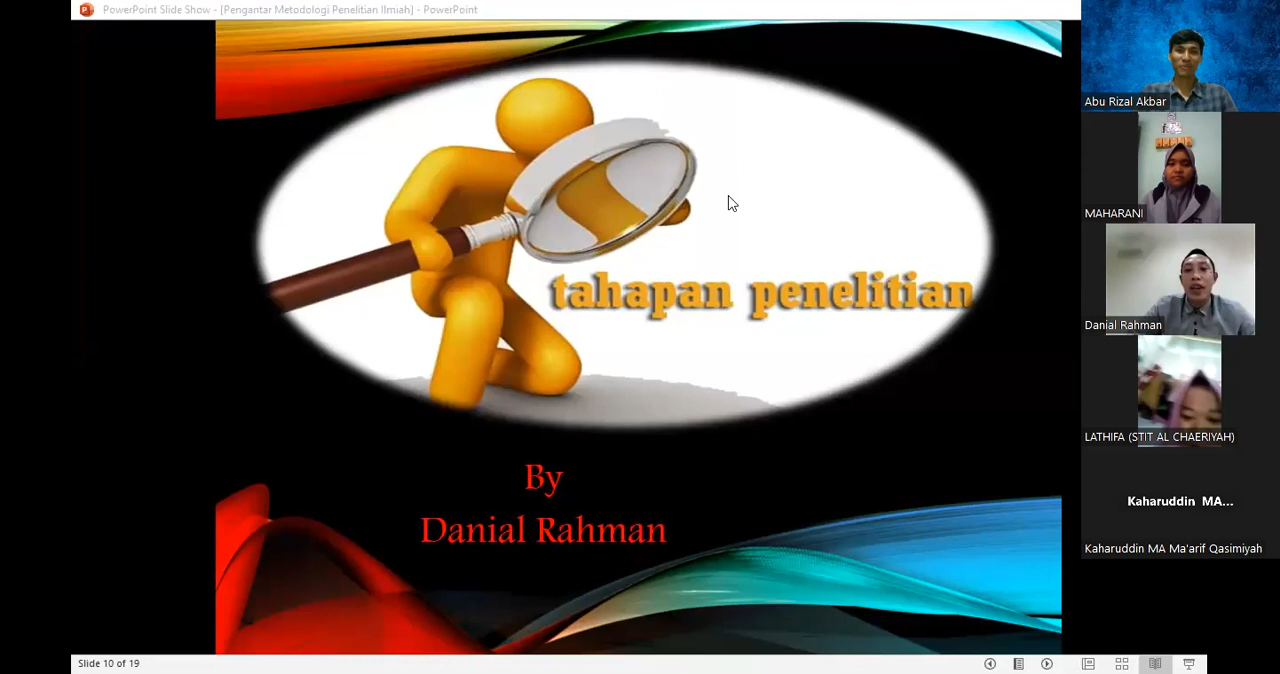 PowerPoint Slide Show - [Pengantar Metodologi Penelitian Ilmiah] - PowerPoint
tahapan penelitian
By
Danial Rahman
Slide 10 of 19
Abu Rizal Akbar
MAHARANI
Danial Rahman
LATHIFA (STIT AL CHAERIYAH)
Kaharuddin MA...
Kaharuddin MA Ma'arif Qasimiyah